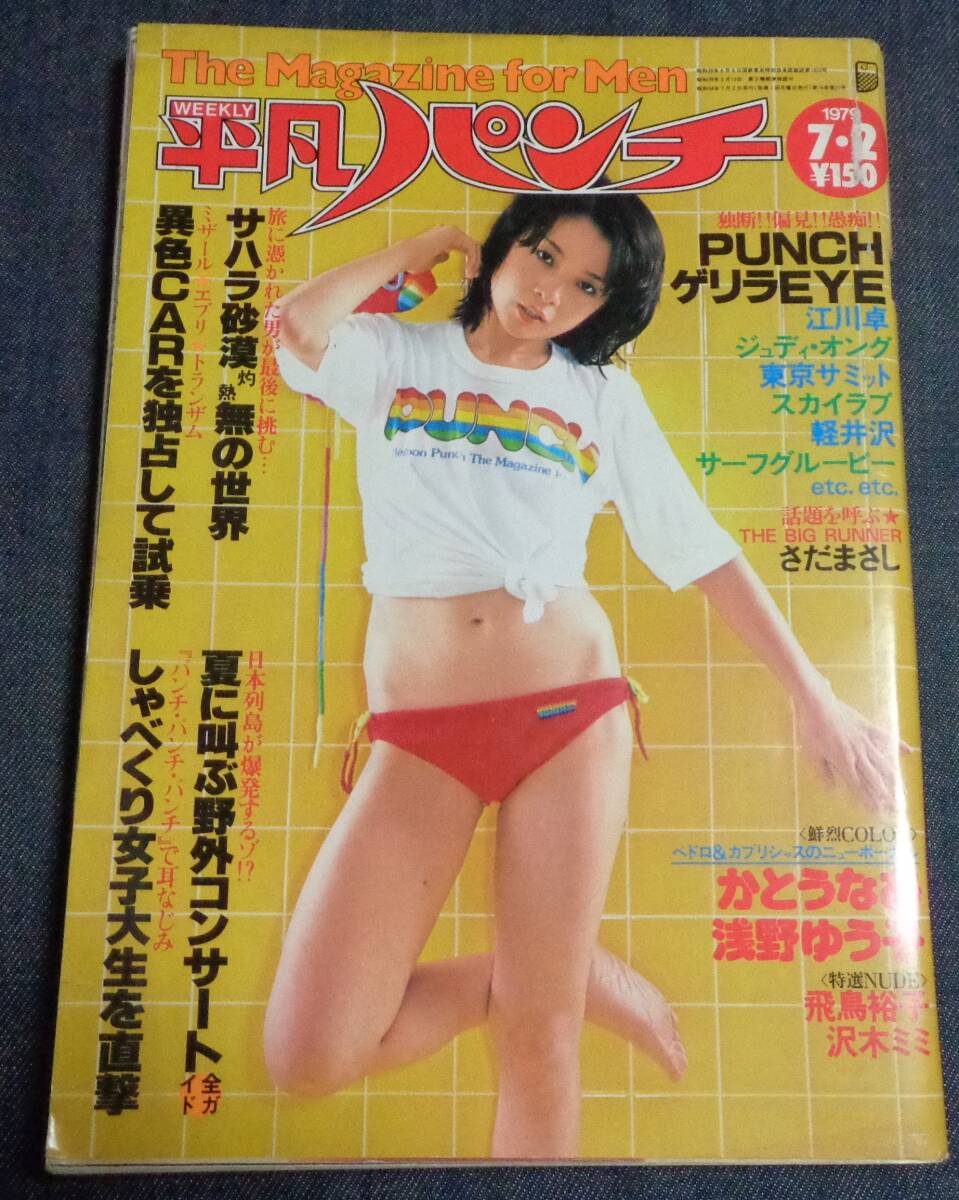 The Magazine for Men
WEEKLY
平凡パンチ
1979
7・2
¥150
独断!!偏見!!愚痴!!
PUNCH
ゲリラEYE
江川卓
ジュディ・オング
東京サミット
スカイラブ
軽井沢
サーフグルーピー
etc. etc.
話題を呼ぶ★
THE BIG RUNNER
さだまさし
旅に憑かれた男が最後に挑む…
サハラ砂漠灼熱無の世界
ミザール★エブリ★トランザム
異色CARを独占して試乗
PUNCH
Punch The Magazine
日本列島が爆発するゾ!?
夏に叫ぶ野外コンサート全ガイド
『パンチ・パンチ・パンチ』で耳なじみ
しゃべくり女子大生を直撃
〈鮮烈COLO
ヘドロ&カプリシャスのニューボーカル
かとうな
浅野ゆう子
〈特選NUDE〉
飛鳥裕子
沢木ミミ